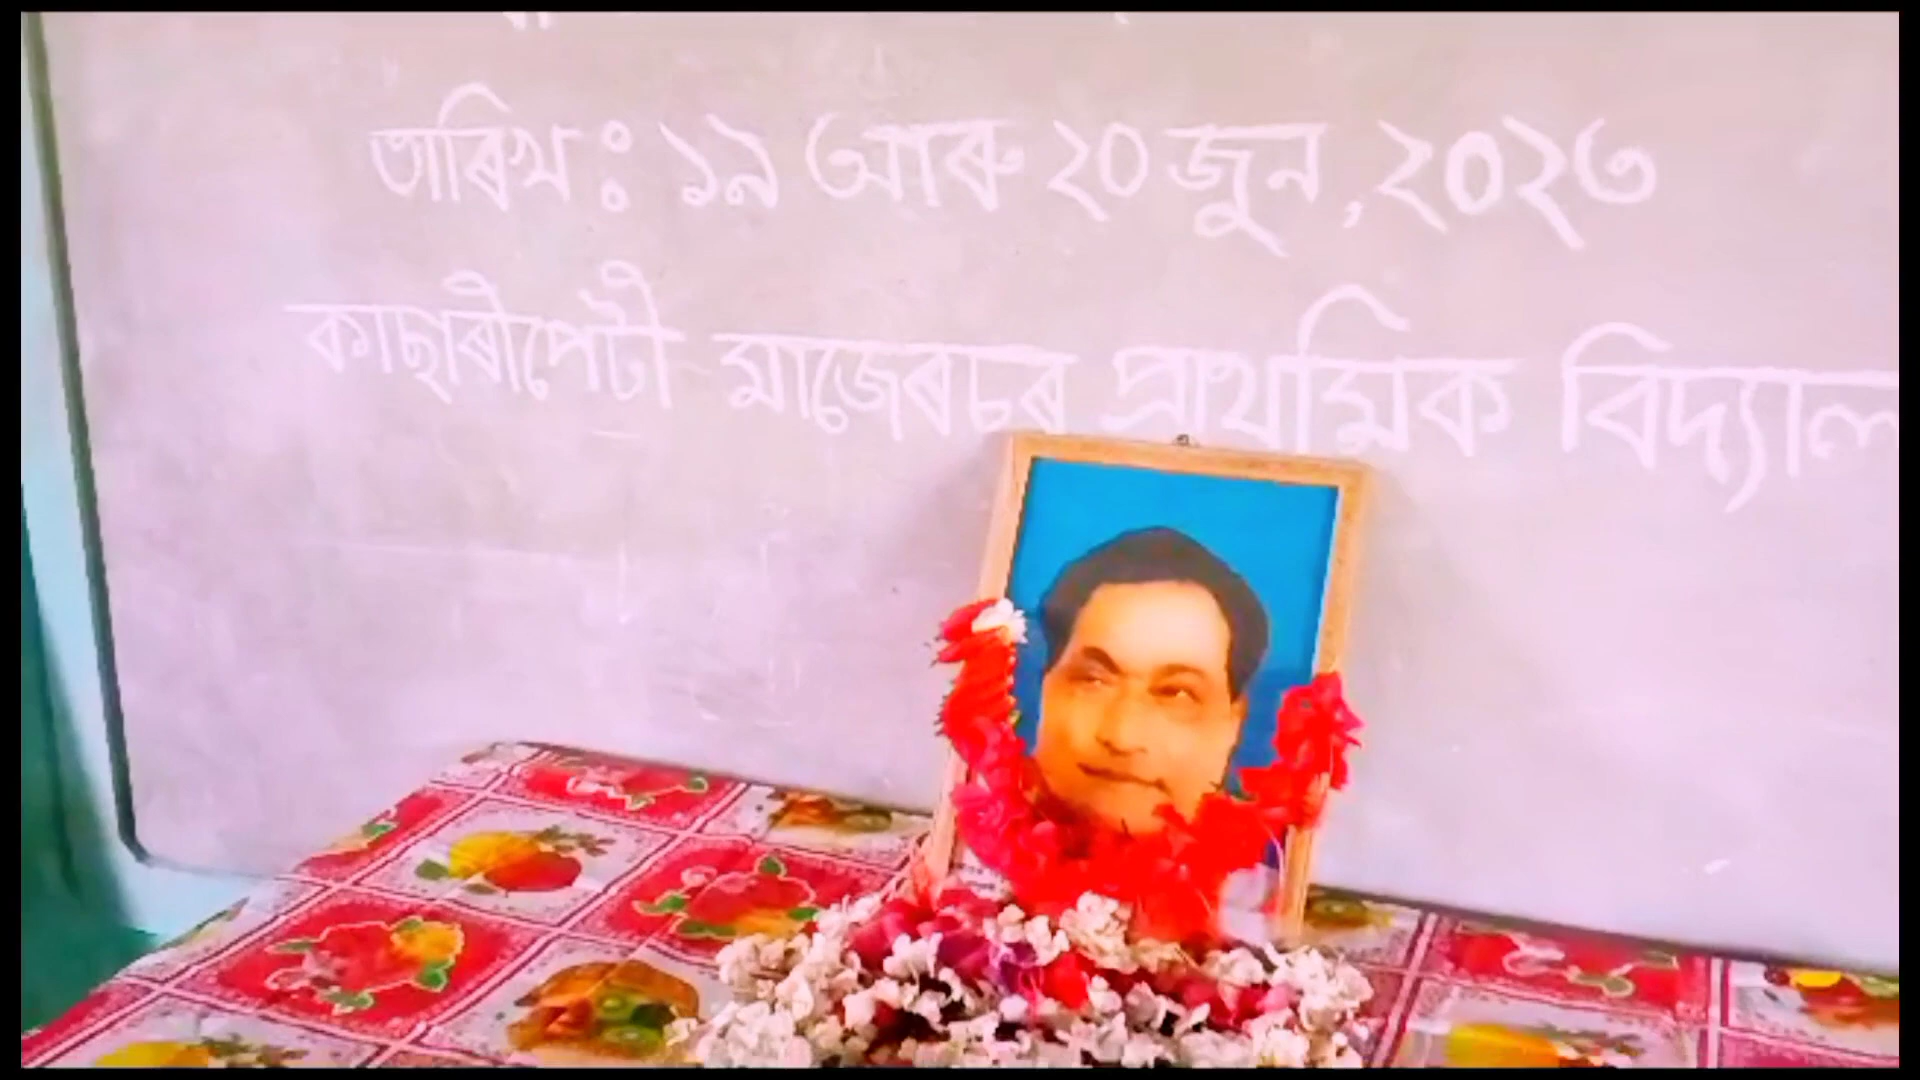 তাৰিখ : ১৯ আৰু ২০ জুন , ২০২৩
কাছাৰীপেটী মাজেৰচৰ প্ৰাথমিক বিদ্যাল